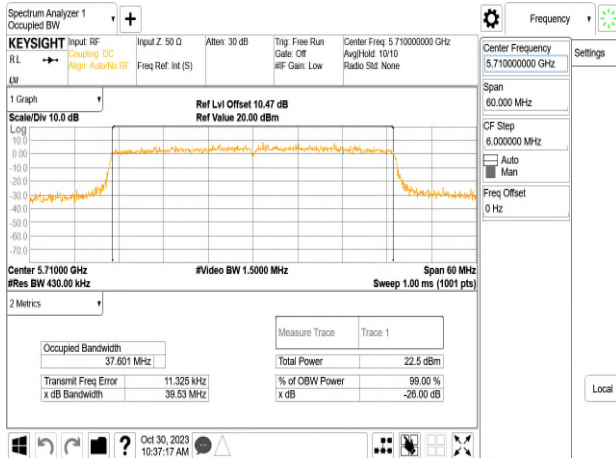 Spectrum Analyzer 1
Occupied BW
+
Frequency
KEYSIGHT Input: RF Input Z: 50 Ω Atten: 30 dB Trig: Free Run Center Freq: 5.710000000 GHz
RL Coupling: DC Gate: Off Avg|Hold: 10/10
Align: Auto/No RF Freq Ref: Int (S) #IF Gain: Low Radio Std: None
LXI
Center Frequency
5.710000000 GHz
Settings
Span
60.000 MHz
CF Step
6.000000 MHz
Auto
Man
Freq Offset
0 Hz
Local
1 Graph
Ref Lvl Offset 10.47 dB
Scale/Div 10.0 dB Ref Value 20.00 dBm
Log
10.0
0.00
-10.0
-20.0
-30.0
-40.0
-50.0
-60.0
-70.0
Center 5.71000 GHz #Video BW 1.5000 MHz Span 60 MHz
#Res BW 430.00 kHz Sweep 1.00 ms (1001 pts)
2 Metrics
Measure Trace Trace 1
Occupied Bandwidth
37.601 MHz Total Power 22.5 dBm
Transmit Freq Error 11.325 kHz % of OBW Power 99.00 %
x dB Bandwidth 39.53 MHz x dB -26.00 dB
? Oct 30, 2023
10:37:17 AM